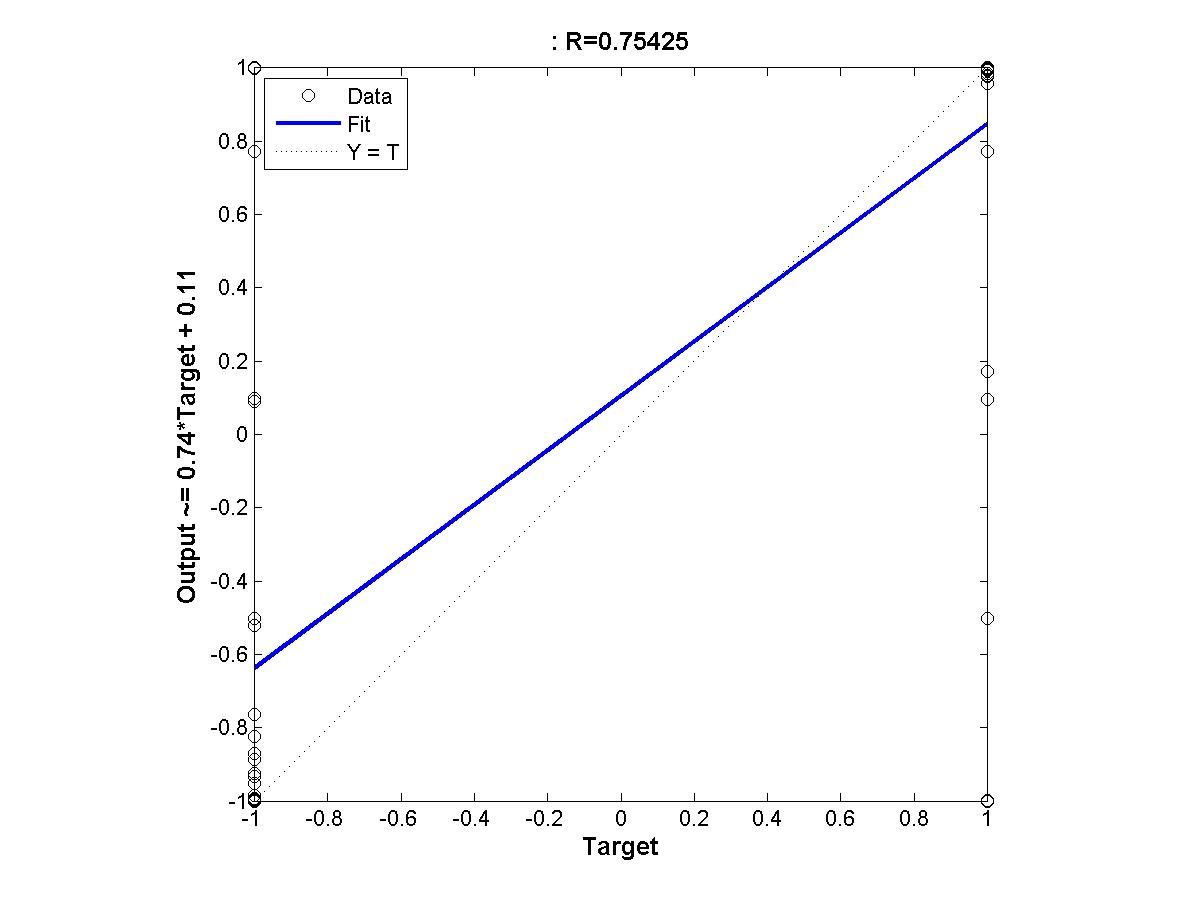 : R=0.75425
Data
Fit
Y = T
Output ~= 0.74*Target + 0.11
1
0.8
0.6
0.4
0.2
0
-0.2
-0.4
-0.6
-0.8
-1
-1 -0.8 -0.6 -0.4 -0.2 0 0.2 0.4 0.6 0.8 1
Target